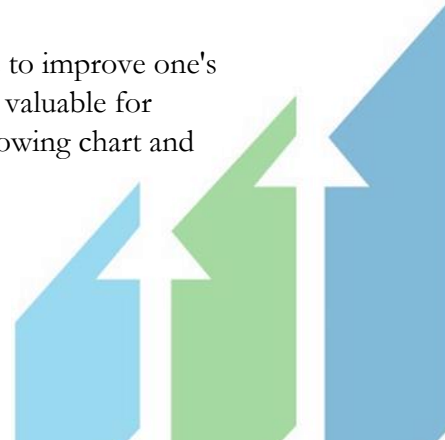 to improve one's
valuable for
owing chart and